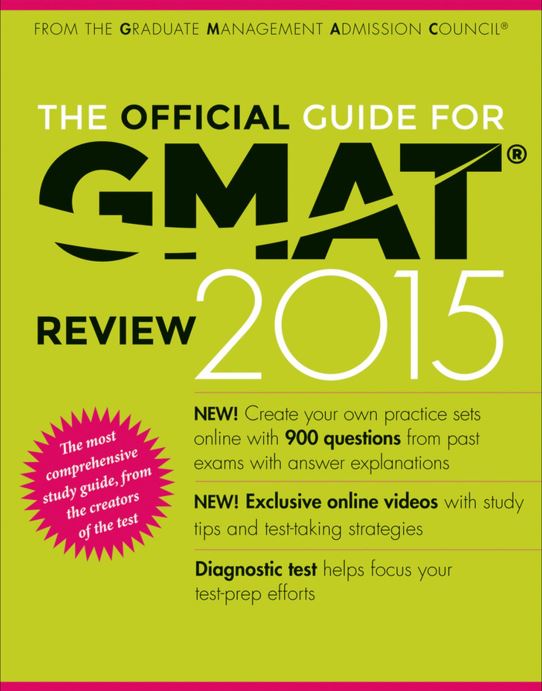 FROM THE GRADUATE MANAGEMENT ADMISSION COUNCIL®
THE OFFICIAL GUIDE FOR
GMAT®
REVIEW 2015
NEW! Create your own practice sets
online with 900 questions from past
exams with answer explanations
The most
comprehensive
study guide, from
the creators
of the test
NEW! Exclusive online videos with study
tips and test-taking strategies
Diagnostic test helps focus your
test-prep efforts